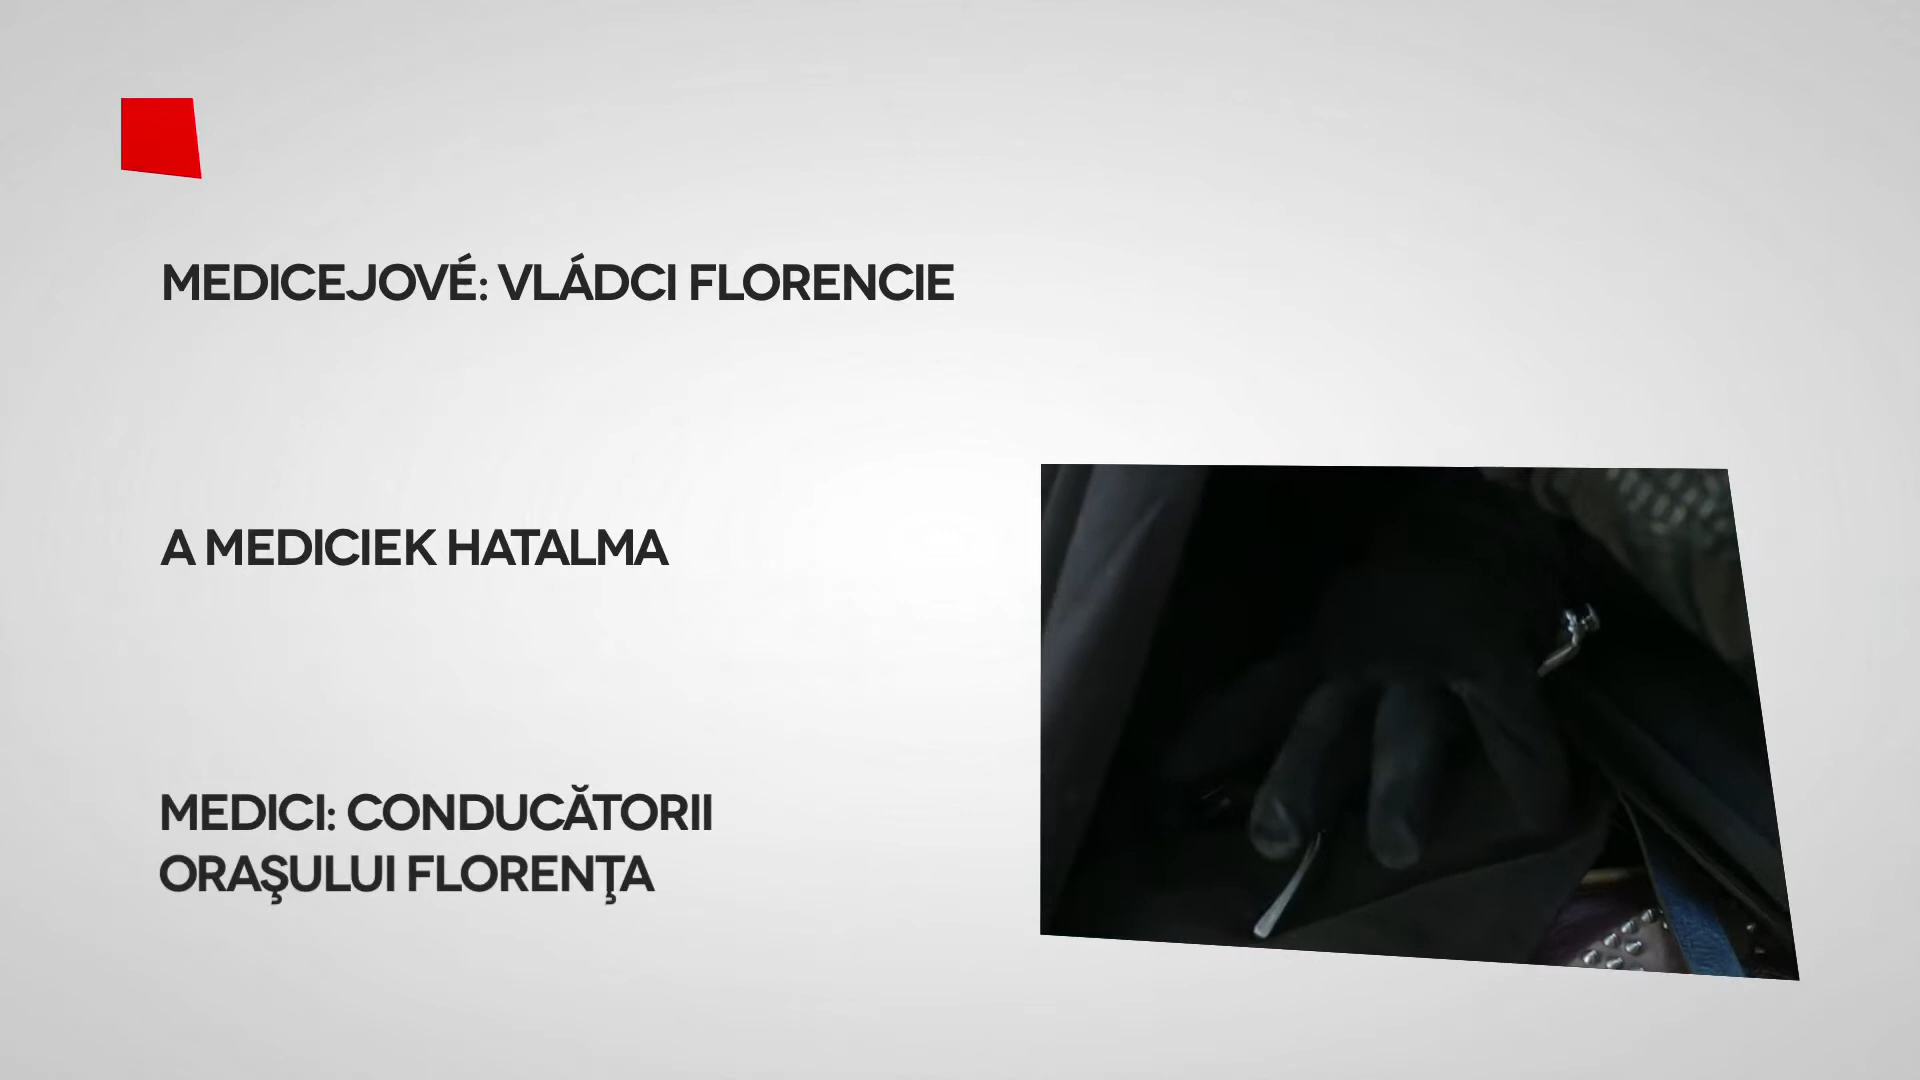 MEDICEJOVÉ: VLÁDCI FLORENCIE
A MEDICIEK HATALMA
MEDICI: CONDUCĂTORII
ORAŞULUI FLORENŢA